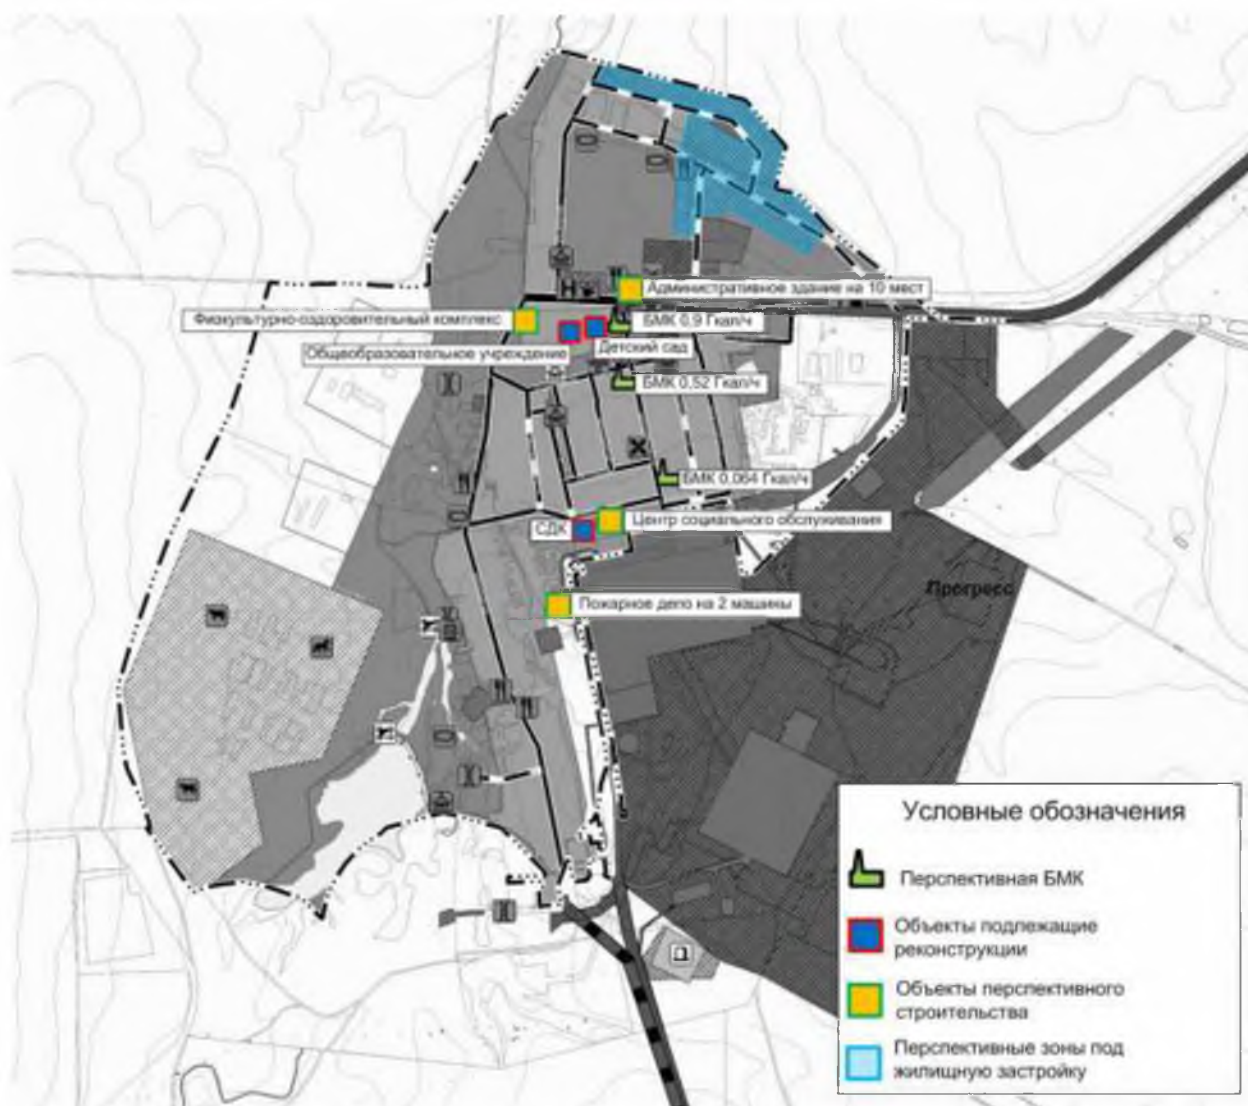 Административное здание на 10 мест
Физкультурно-оздоровительный комплекс
БМК 0,9 Гкал/ч
Детский сад
Общеобразовательное учреждение
БМК 0,52 Гкал/ч
БМК 0,064 Гкал/ч
СДК
Центр социального обслуживания
Прогресс
Пожарное депо на 2 машины
Условные обозначения
Перспективная БМК
Объекты подлежащие
реконструкции
Объекты перспективного
строительства
Перспективные зоны под
жилищную застройку